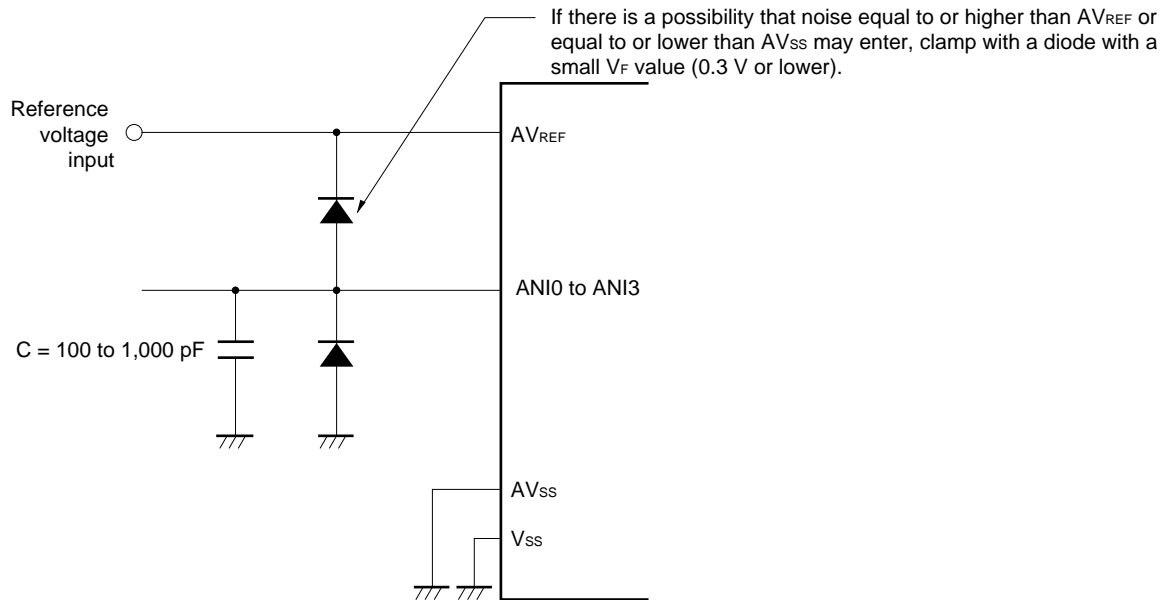 If there is a possibility that noise equal to or higher than AVREF or
equal to or lower than AVSS may enter, clamp with a diode with a
small VF value (0.3 V or lower).
Reference
voltage
input
AVREF
ANI0 to ANI3
C = 100 to 1,000 pF
AVSS
VSS